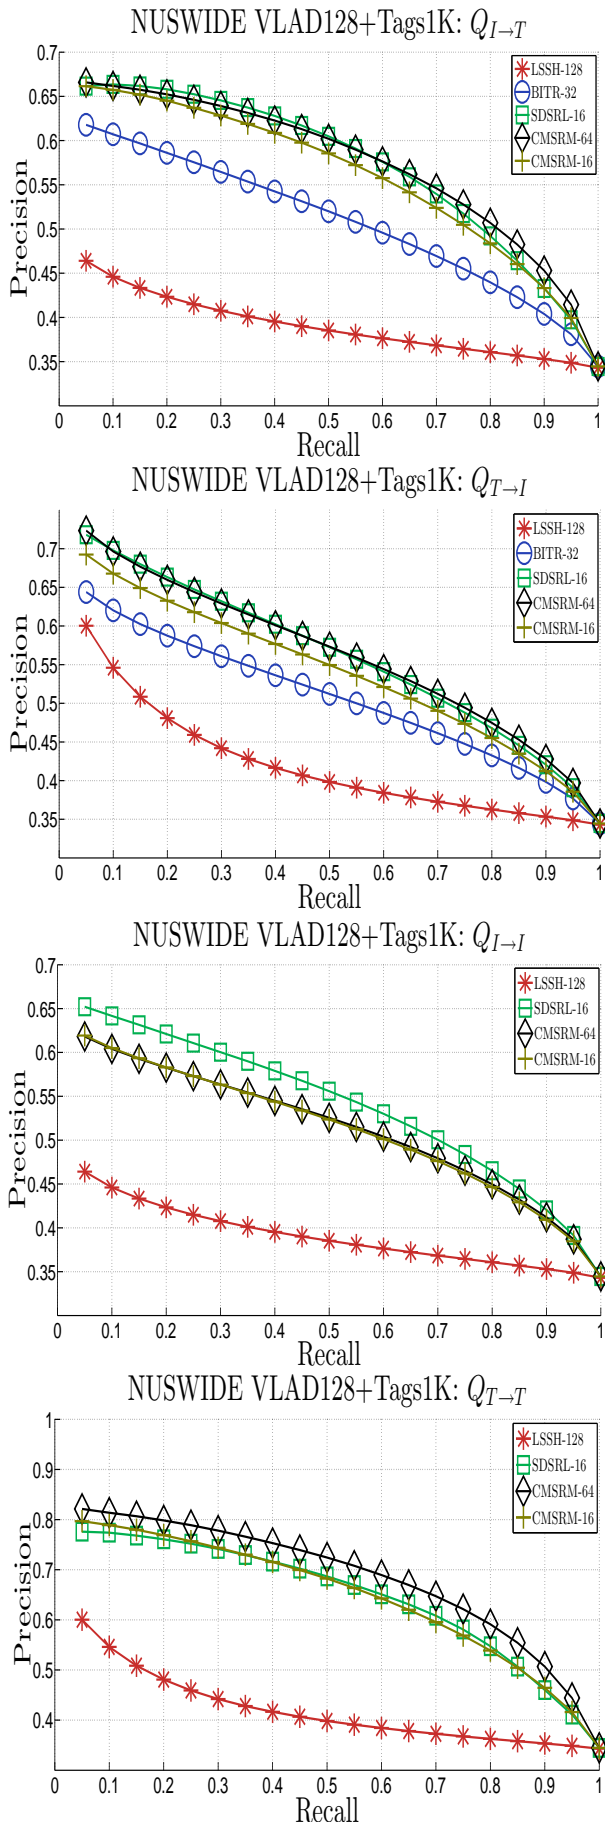 NUSWIDE VLAD128+Tags1K: Q_{I→T}
0.7
0.65
0.6
0.55
0.5
0.45
0.4
0.35
Precision
LSSH-128
BITR-32
SDSRL-16
CMSRM-64
CMSRM-16
0 0.1 0.2 0.3 0.4 0.5 0.6 0.7 0.8 0.9 1
Recall
NUSWIDE VLAD128+Tags1K: Q_{T→I}
0.7
0.65
0.6
0.55
0.5
0.45
0.4
0.35
Precision
LSSH-128
BITR-32
SDSRL-16
CMSRM-64
CMSRM-16
0 0.1 0.2 0.3 0.4 0.5 0.6 0.7 0.8 0.9 1
Recall
NUSWIDE VLAD128+Tags1K: Q_{I→I}
0.7
0.65
0.6
0.55
0.5
0.45
0.4
0.35
Precision
LSSH-128
SDSRL-16
CMSRM-64
CMSRM-16
0 0.1 0.2 0.3 0.4 0.5 0.6 0.7 0.8 0.9 1
Recall
NUSWIDE VLAD128+Tags1K: Q_{T→T}
1
0.9
0.8
0.7
0.6
0.5
0.4
Precision
LSSH-128
SDSRL-16
CMSRM-64
CMSRM-16
0 0.1 0.2 0.3 0.4 0.5 0.6 0.7 0.8 0.9 1
Recall